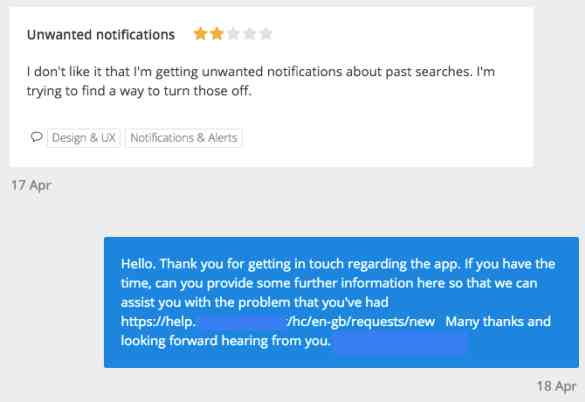 Unwanted notifications
I don't like it that I'm getting unwanted notifications about past searches. I'm
trying to find a way to turn those off.
Design & UX Notifications & Alerts
17 Apr
Hello. Thank you for getting in touch regarding the app. If you have the
time, can you provide some further information here so that we can
assist you with the problem that you've had
https://help. /hc/en-gb/requests/new Many thanks and
looking forward hearing from you.
18 Apr